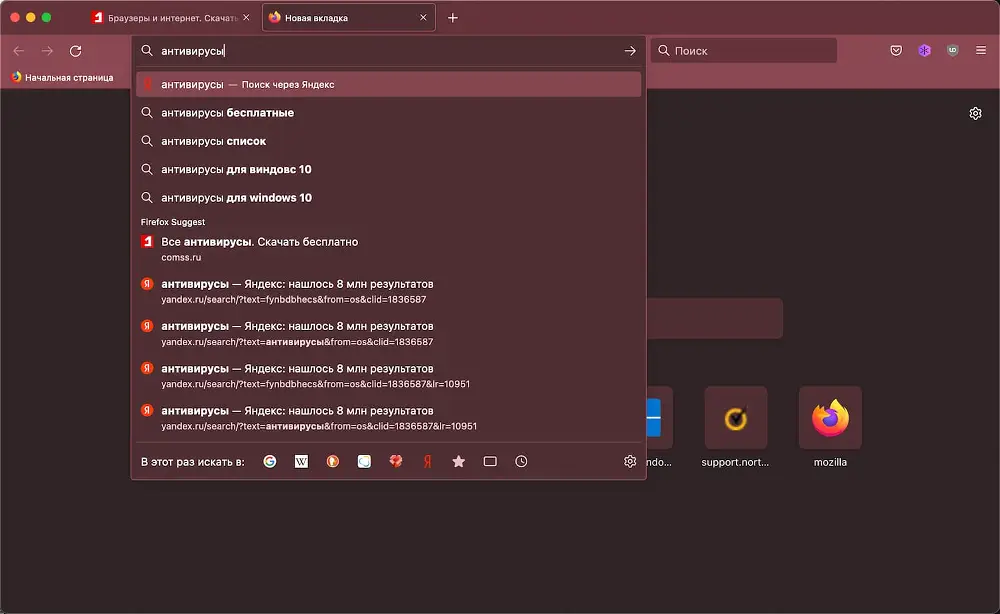 Браузеры и интернет. Скачать
Новая вкладка
антивирусы
Поиск
Начальная страница
антивирусы — Поиск через Яндекс
антивирусы бесплатные
антивирусы список
антивирусы для виндовс 10
антивирусы для windows 10
Firefox Suggest
Все антивирусы. Скачать бесплатно
comss.ru
антивирусы — Яндекс: нашлось 8 млн результатов
yandex.ru/search/?text=fynbdbhecs&from=os&clid=1836587
антивирусы — Яндекс: нашлось 8 млн результатов
yandex.ru/search/?text=антивирусы&from=os&clid=1836587
антивирусы — Яндекс: нашлось 8 млн результатов
yandex.ru/search/?text=fynbdbhecs&from=os&clid=1836587&lr=10951
антивирусы — Яндекс: нашлось 8 млн результатов
yandex.ru/search/?text=антивирусы&from=os&clid=1836587&lr=10951
ndo... support.nort... mozilla
В этот раз искать в: